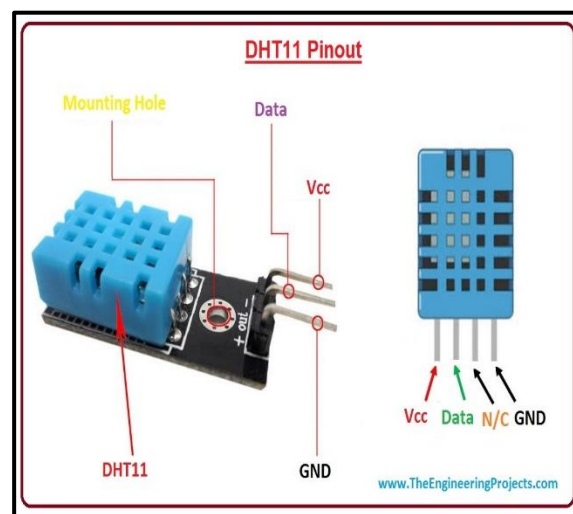 DHT11 Pinout
Mounting Hole
Data
Vcc
+ out -
DHT11
GND
Vcc Data N/C GND
www.TheEngineeringProjects.com